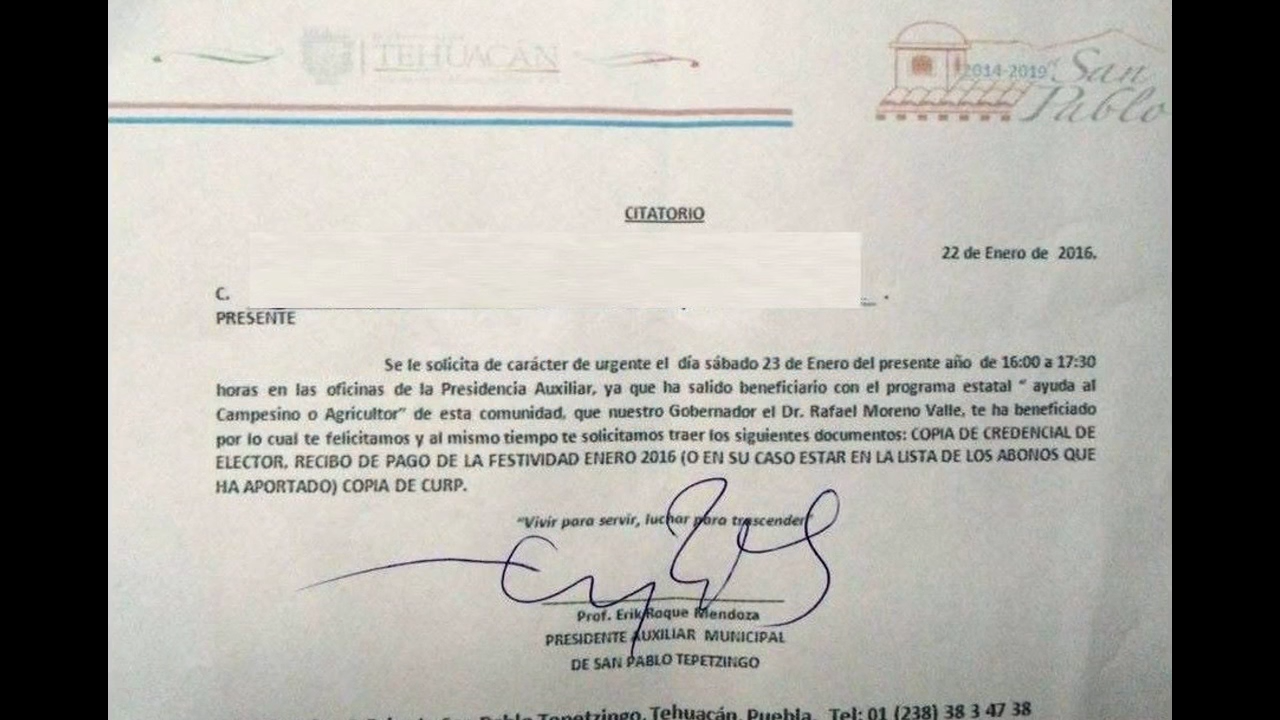 TEHUACÁN
2014-2019
San
Pablo
CITATORIO
22 de Enero de 2016.
C.
PRESENTE
Se le solicita de carácter de urgente el día sábado 23 de Enero del presente año de 16:00 a 17:30
horas en las oficinas de la Presidencia Auxiliar, ya que ha salido beneficiario con el programa estatal " ayuda al
Campesino o Agricultor" de esta comunidad, que nuestro Gobernador el Dr. Rafael Moreno Valle, te ha beneficiado
por lo cual te felicitamos y al mismo tiempo te solicitamos traer los siguientes documentos: COPIA DE CREDENCIAL DE
ELECTOR, RECIBO DE PAGO DE LA FESTIVIDAD ENERO 2016 (O EN SU CASO ESTAR EN LA LISTA DE LOS ABONOS QUE
HA APORTADO) COPIA DE CURP.
"Vivir para servir, luchar para trascender"
Prof. Erik Roque Mendoza
PRESIDENTE AUXILIAR MUNICIPAL
DE SAN PABLO TEPETZINGO
San Pablo Tepetzingo, Tehuacán, Puebla. Tel: 01 (238) 38 3 47 38